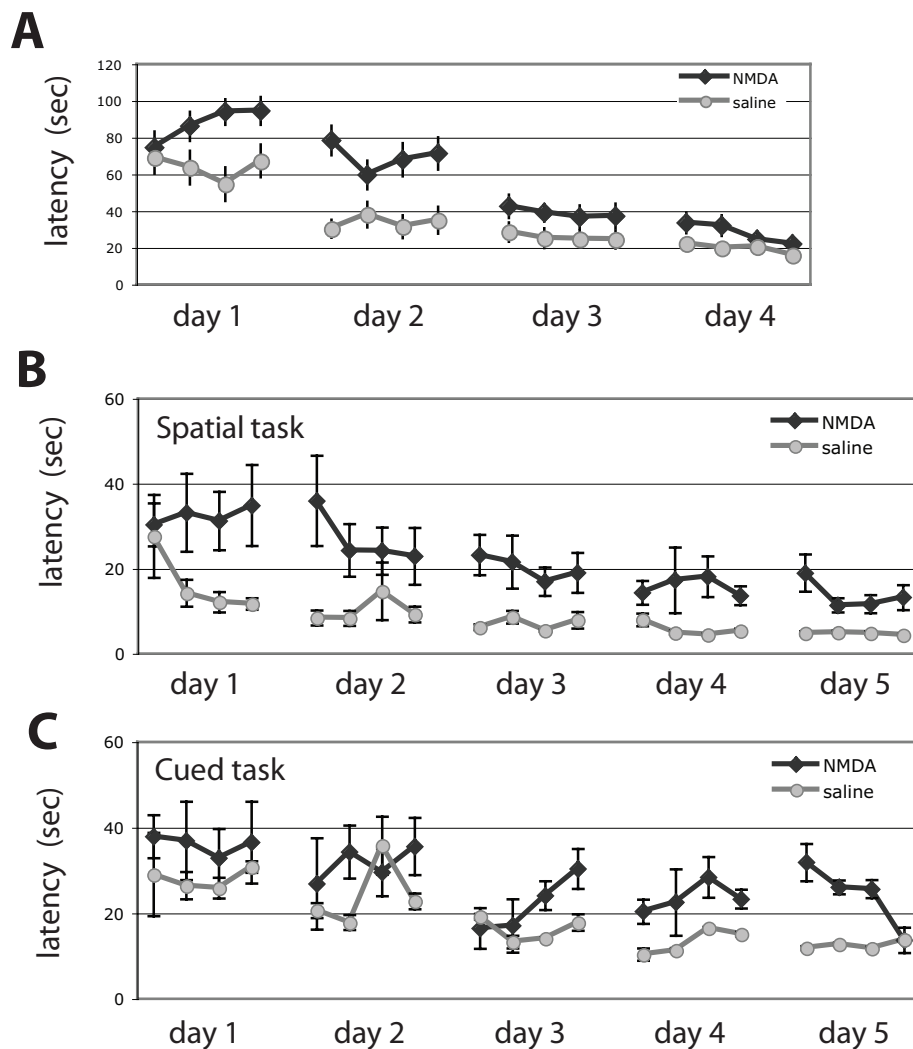 A
latency (sec)
120
100
80
60
40
20
0
NMDA
saline
day 1 day 2 day 3 day 4
B
latency (sec)
60
40
20
0
Spatial task
NMDA
saline
day 1 day 2 day 3 day 4 day 5
C
latency (sec)
60
40
20
0
Cued task
NMDA
saline
day 1 day 2 day 3 day 4 day 5